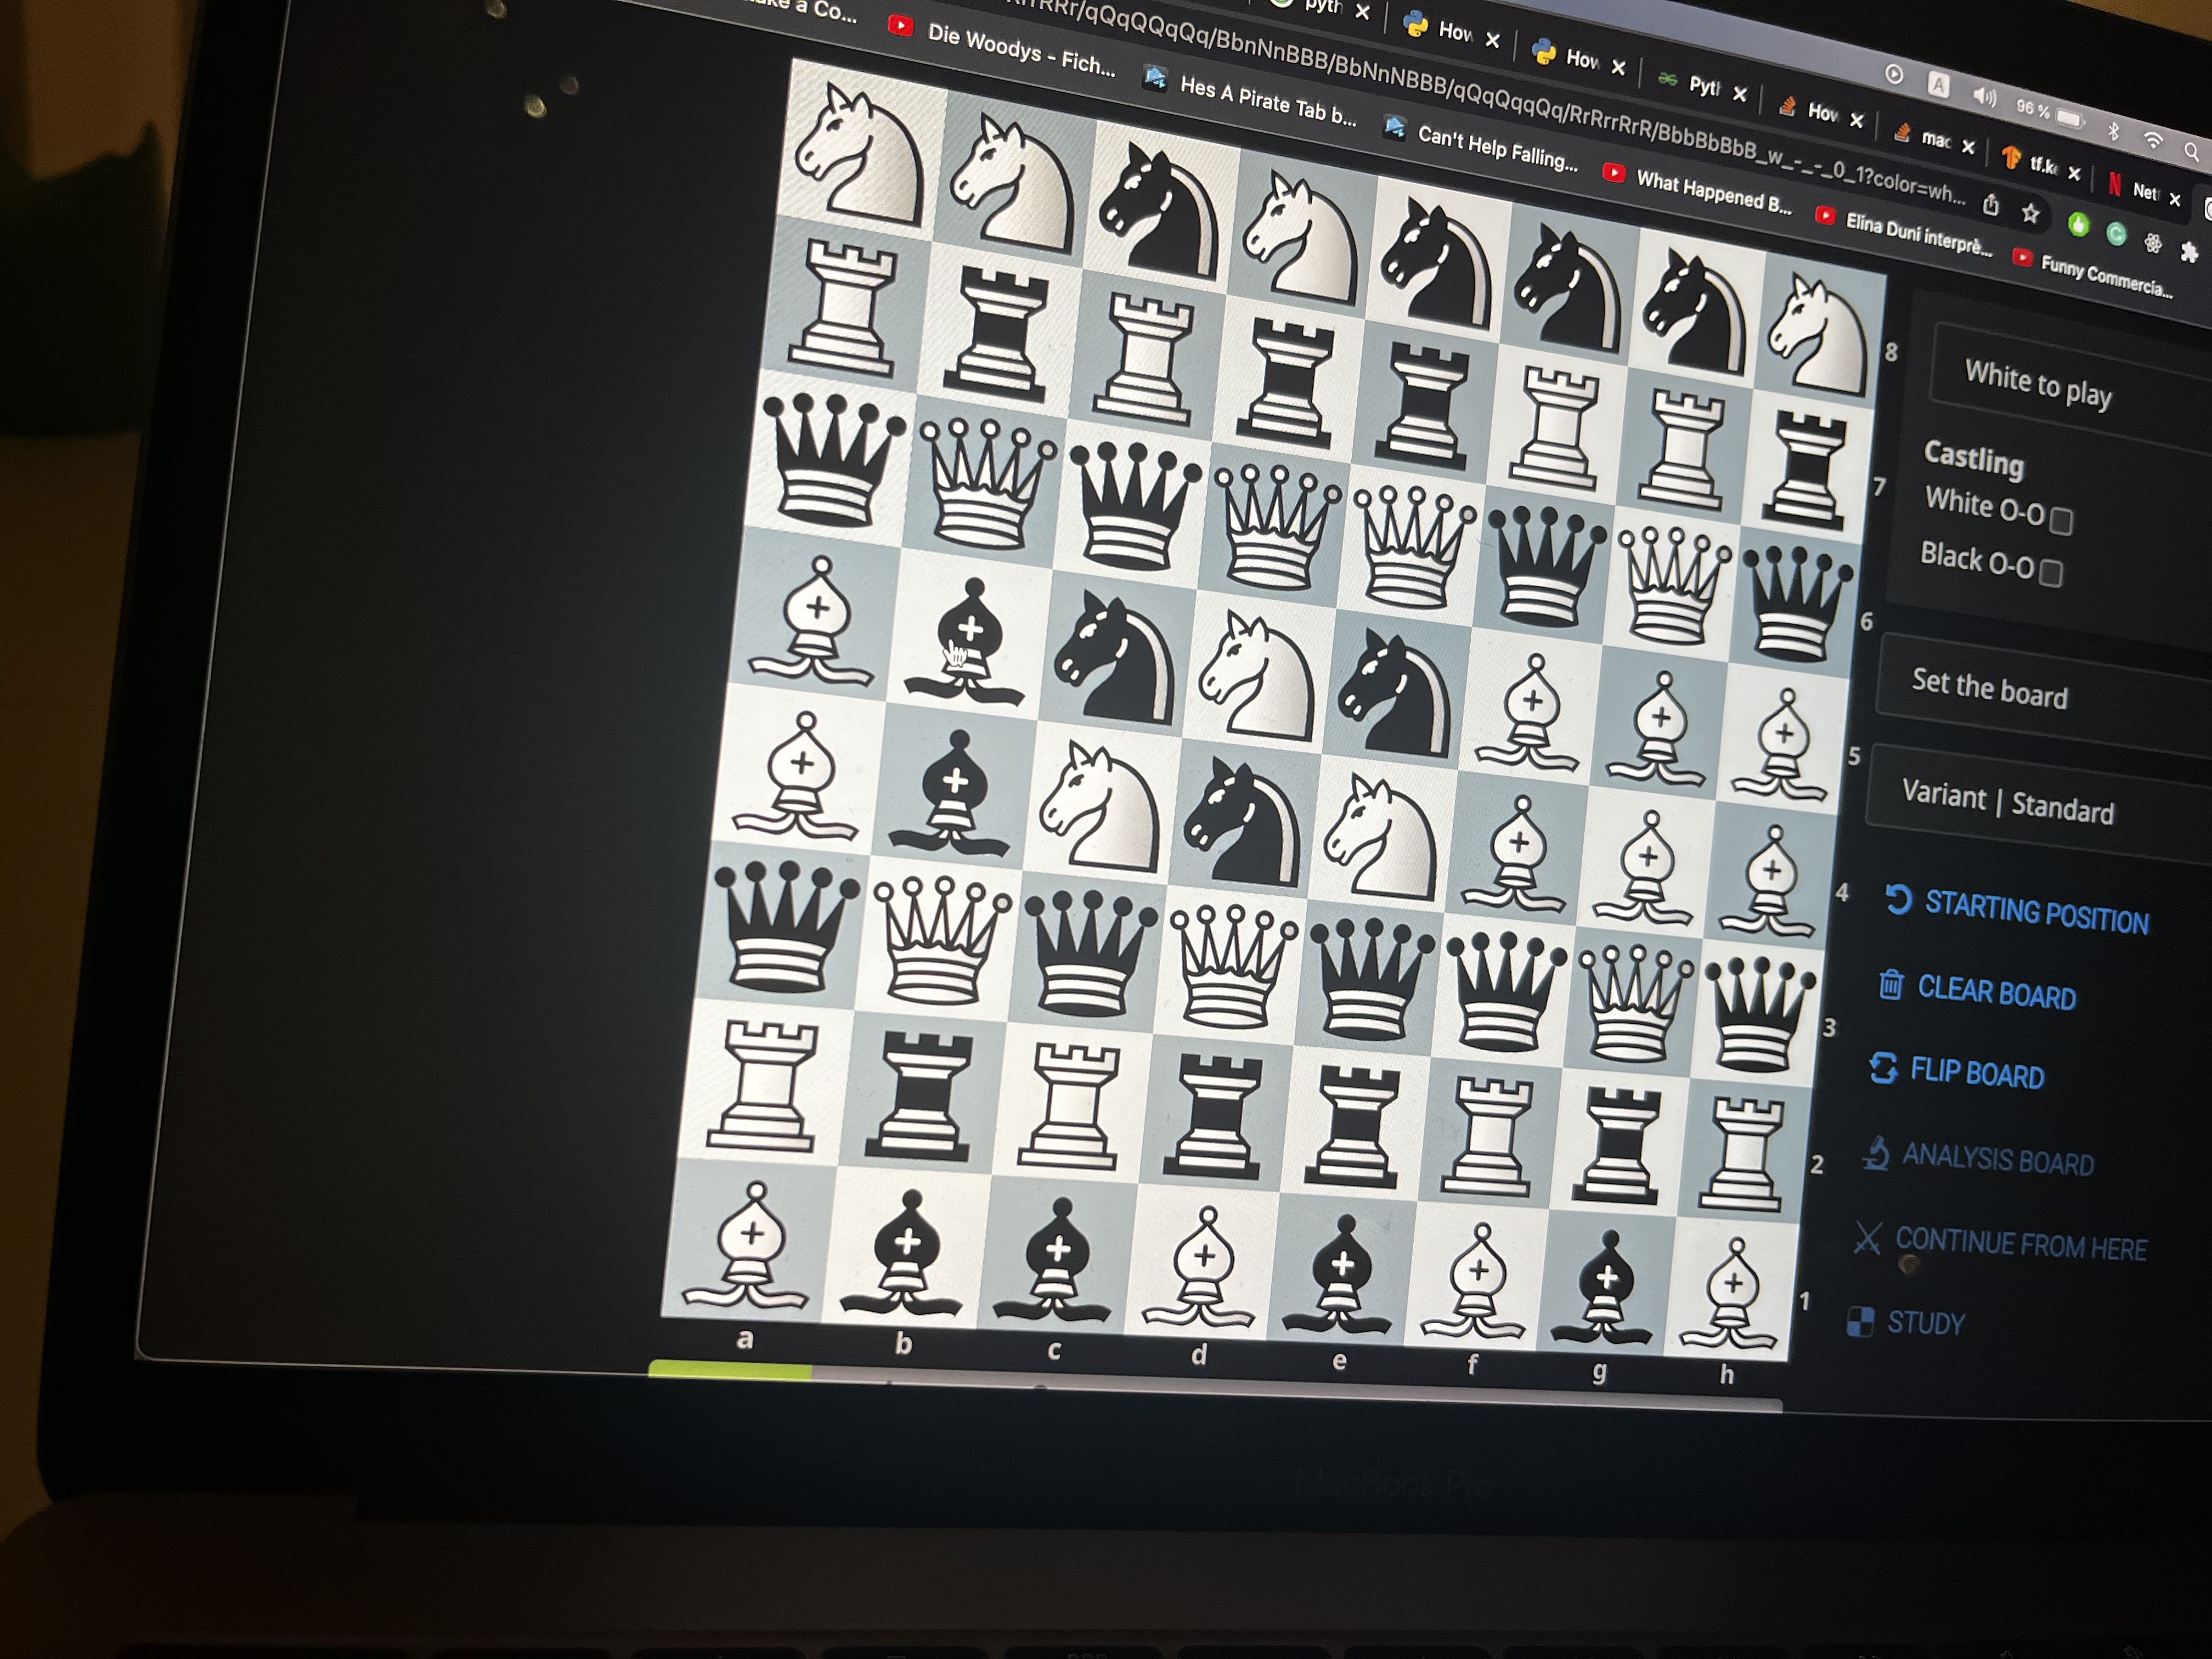 pyth
How
How
Pytl
How
mac
tf.ke
Net
96 %
RrRRr/qQqQQqQq/BbnNnBBB/BbNnNBBB/qQqQqqQq/RrRrrRrR/BbbBbBbB_w_-_-_0_1?color=wh...
a Co...
Die Woodys - Fich...
Hes A Pirate Tab b...
Can't Help Falling...
What Happened B...
Elina Duni interprè...
Funny Commercia...
8
7
6
5
4
3
2
1
a b c d e f g h
White to play
Castling
White O-O
Black O-O
Set the board
Variant | Standard
STARTING POSITION
CLEAR BOARD
FLIP BOARD
ANALYSIS BOARD
CONTINUE FROM HERE
STUDY
MacBook Pro